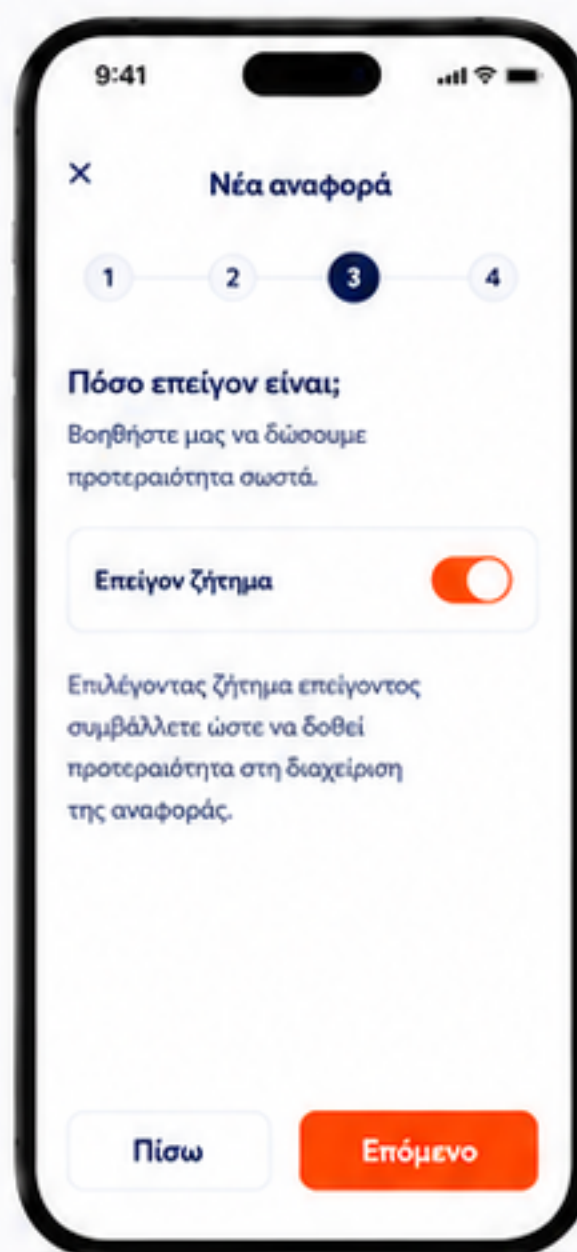 9:41
Νέα αναφορά
1 2 3 4
Πόσο επείγον είναι;
Βοηθήστε μας να δώσουμε
προτεραιότητα σωστά.
Επείγον ζήτημα
Επιλέγοντας ζήτημα επείγοντος
συμβάλλετε ώστε να δοθεί
προτεραιότητα στη διαχείριση
της αναφοράς.
Πίσω Επόμενο